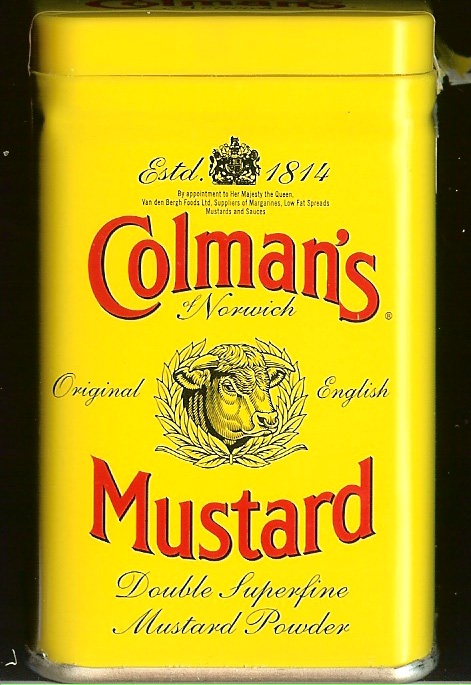 Estd. 1814
By appointment to Her Majesty the Queen,
Van den Bergh Foods Ltd, Suppliers of Margarines, Low Fat Spreads
Mustards and Sauces
Colman's®
of Norwich
Original English
Mustard
Double Superfine
Mustard Powder